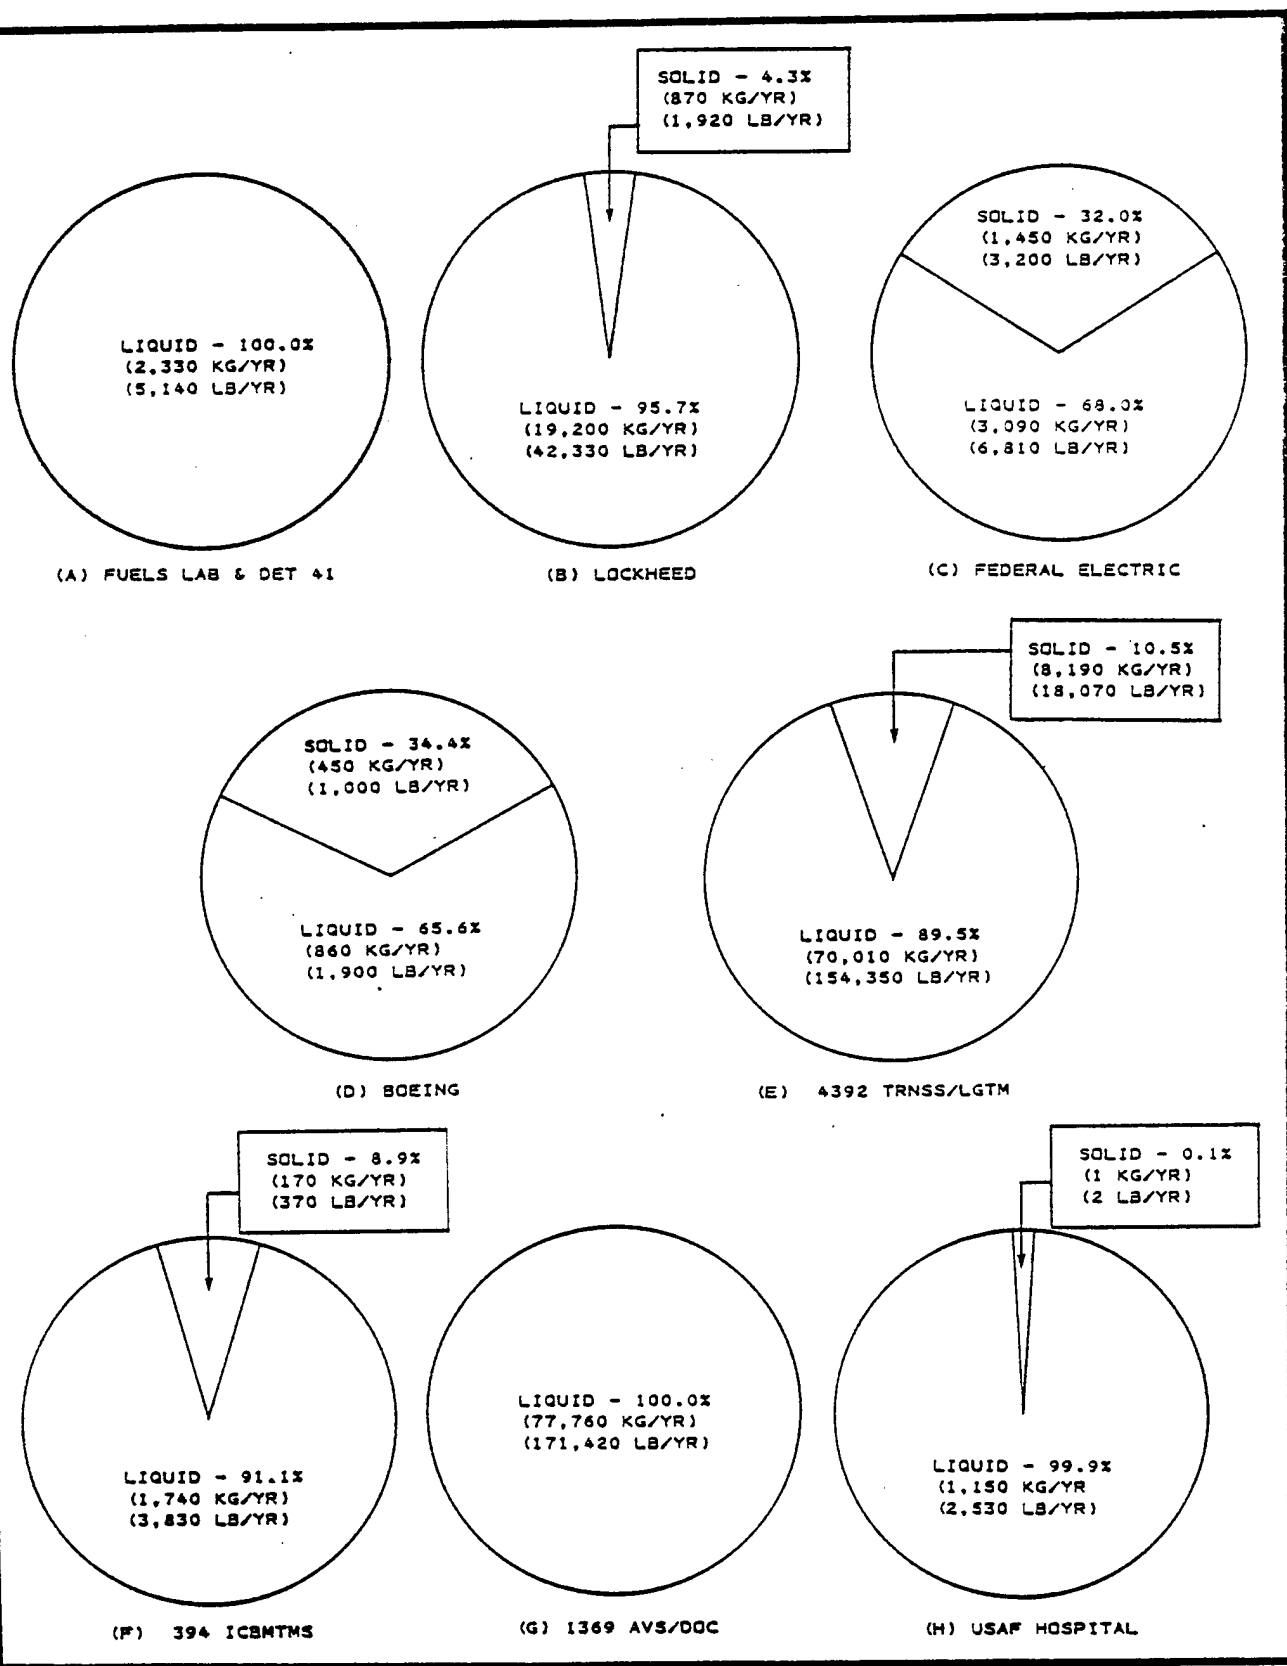 SOLID - 4.3%
(870 KG/YR)
(1,920 LB/YR)
LIQUID - 100.0%
(2,330 KG/YR)
(5,140 LB/YR)
LIQUID - 95.7%
(19,200 KG/YR)
(42,330 LB/YR)
SOLID - 32.0%
(1,450 KG/YR)
(3,200 LB/YR)
LIQUID - 68.0%
(3,090 KG/YR)
(6,810 LB/YR)
(A) FUELS LAB & DET 41
(B) LOCKHEED
(C) FEDERAL ELECTRIC
SOLID - 34.4%
(450 KG/YR)
(1,000 LB/YR)
LIQUID - 65.6%
(860 KG/YR)
(1,900 LB/YR)
SOLID - 10.5%
(8,190 KG/YR)
(18,070 LB/YR)
LIQUID - 89.5%
(70,010 KG/YR)
(154,350 LB/YR)
(D) BOEING
(E) 4392 TRNSS/LGTM
SOLID - 8.9%
(170 KG/YR)
(370 LB/YR)
LIQUID - 91.1%
(1,740 KG/YR)
(3,830 LB/YR)
LIQUID - 100.0%
(77,760 KG/YR)
(171,420 LB/YR)
SOLID - 0.1%
(1 KG/YR)
(2 LB/YR)
LIQUID - 99.9%
(1,150 KG/YR
(2,530 LB/YR)
(F) 394 ICBMTMS
(G) 1369 AVS/DOC
(H) USAF HOSPITAL